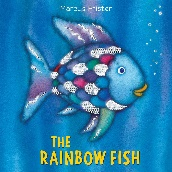 Marcus Pfister
THE
RAINBOW FISH